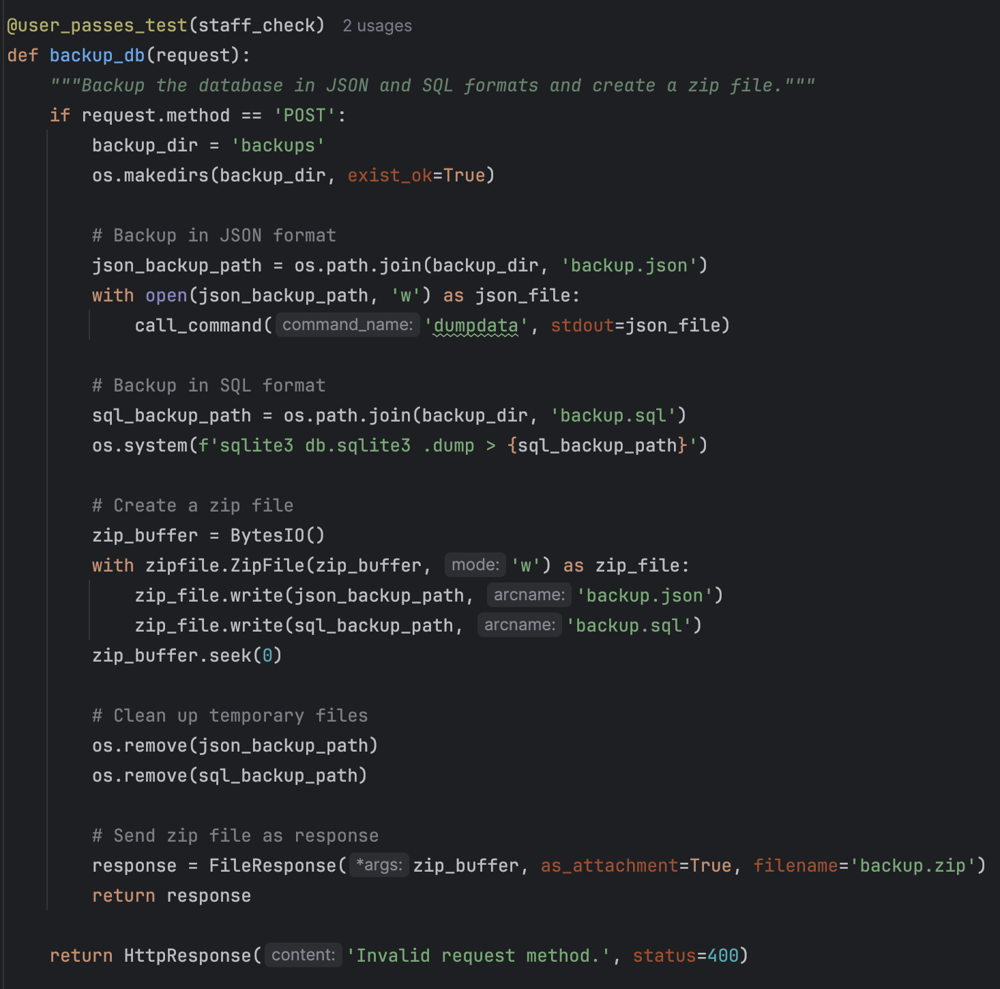 @user_passes_test(staff_check) 2 usages
def backup_db(request):
"""Backup the database in JSON and SQL formats and create a zip file."""
if request.method == 'POST':
backup_dir = 'backups'
os.makedirs(backup_dir, exist_ok=True)
# Backup in JSON format
json_backup_path = os.path.join(backup_dir, 'backup.json')
with open(json_backup_path, 'w') as json_file:
call_command( command_name: 'dumpdata', stdout=json_file)
# Backup in SQL format
sql_backup_path = os.path.join(backup_dir, 'backup.sql')
os.system(f'sqlite3 db.sqlite3 .dump > {sql_backup_path}')
# Create a zip file
zip_buffer = BytesIO()
with zipfile.ZipFile(zip_buffer, mode: 'w') as zip_file:
zip_file.write(json_backup_path, arcname: 'backup.json')
zip_file.write(sql_backup_path, arcname: 'backup.sql')
zip_buffer.seek(0)
# Clean up temporary files
os.remove(json_backup_path)
os.remove(sql_backup_path)
# Send zip file as response
response = FileResponse( *args: zip_buffer, as_attachment=True, filename='backup.zip')
return response
return HttpResponse( content: 'Invalid request method.', status=400)